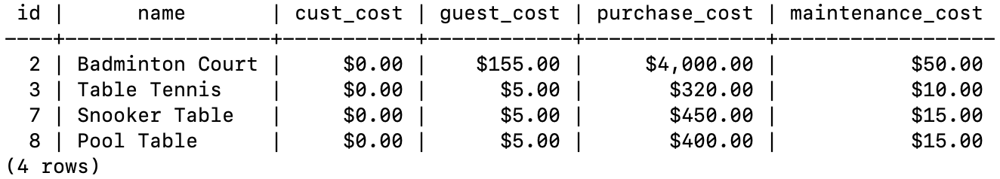 id |      name       | cust_cost | guest_cost | purchase_cost | maintenance_cost
----+-----------------+-----------+------------+---------------+------------------
  2 | Badminton Court |     $0.00 |    $155.00 |     $4,000.00 |           $50.00
  3 | Table Tennis    |     $0.00 |      $5.00 |       $320.00 |           $10.00
  7 | Snooker Table   |     $0.00 |      $5.00 |       $450.00 |           $15.00
  8 | Pool Table      |     $0.00 |      $5.00 |       $400.00 |           $15.00
(4 rows)